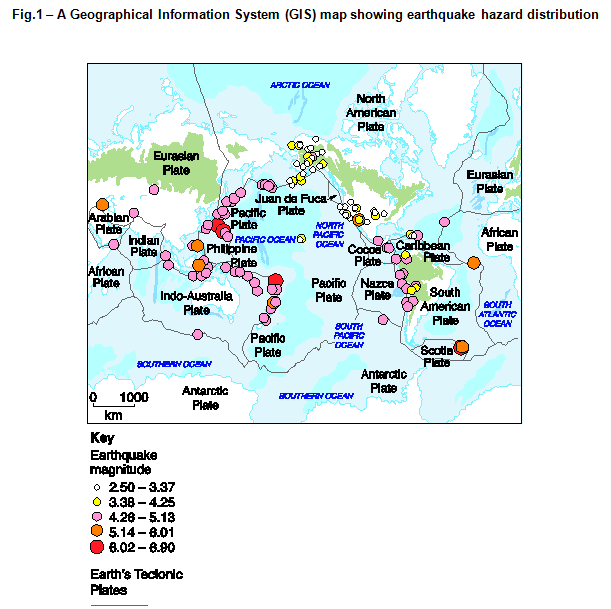 Fig.1 – A Geographical Information System (GIS) map showing earthquake hazard distribution
ARCTIC OCEAN
North
American
Plate
Eurasian
Plate
Eurasian
Plate
Juan de Fuca
Plate
Arabian
Plate
Pacific
Plate
NORTH
PACIFIC
OCEAN
PACIFIC OCEAN
Indian
Plate
Philippine
Plate
Cocos
Plate
Caribbean
Plate
African
Plate
African
Plate
Indo-Australia
Plate
Pacific
Plate
Nazca
Plate
South
American
Plate
SOUTH
ATLANTIC
OCEAN
SOUTH
PACIFIC
OCEAN
Pacific
Plate
Scotia
Plate
SOUTHERN OCEAN
Antarctic
Plate
SOUTHERN OCEAN
Antarctic
Plate
0 1000
km
Key
Earthquake
magnitude
2.50 – 3.37
3.38 – 4.25
4.26 – 5.13
5.14 – 6.01
6.02 – 6.90
Earth's Tectonic
Plates